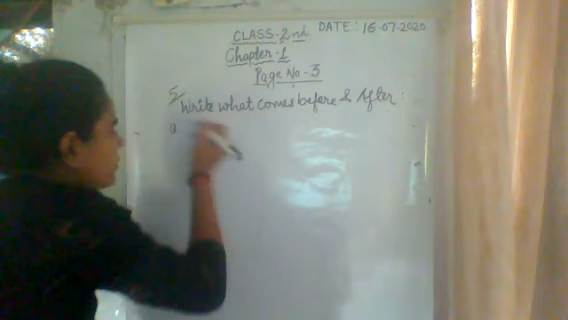 CLASS-2nd DATE: 16-07-2020
Chapter-1
Page No-3
5 Write what comes before & After:
a